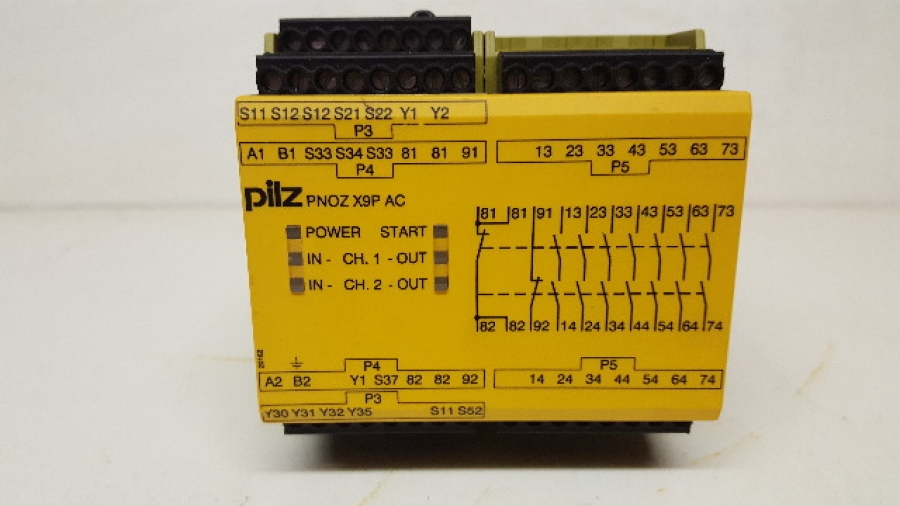 S11 S12 S12 S21 S22 Y1 Y2
P3
A1 B1 S33 S34 S33 81 81 91
P4
13 23 33 43 53 63 73
P5
pilz PNOZ X9P AC
POWER START
IN - CH. 1 - OUT
IN - CH. 2 - OUT
81 81 91 13 23 33 43 53 63 73
82 82 92 14 24 34 44 54 64 74
P4
A2 B2 Y1 S37 82 82 92
P3
Y30 Y31 Y32 Y35 S11 S52
P5
14 24 34 44 54 64 74